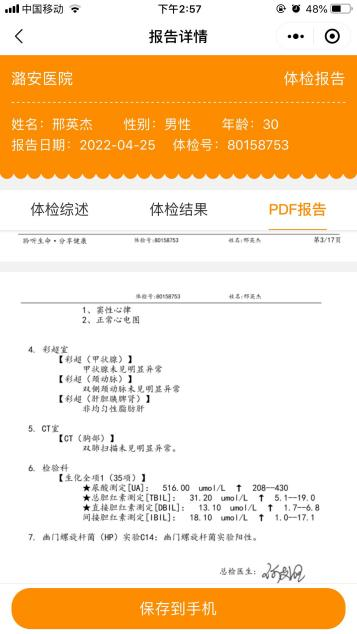 中国移动
下午2:57
48%
报告详情
潞安医院 体检报告
姓名：邢英杰 性别：男性 年龄：30
报告日期：2022-04-25 体检号：80158753
体检综述 体检结果 PDF报告
聆听生命·分享健康 体检号:80158753 姓名:邢英杰 第3/17页
体检号:80158753 姓名:邢英杰
1、窦性心律
2、正常心电图
4. 彩超室
【彩超（甲状腺）】
甲状腺未见明显异常
【彩超（颈动脉）】
双侧颈动脉未见明显异常
【彩超（肝胆胰脾肾）】
非均匀性脂肪肝
5. CT室
【CT（胸部）】
双肺扫描未见明显异常。
6. 检验科
【生化全项1（35项）】
★尿酸测定[UA]： 516.00 umol/L ↑ 208--430
★总胆红素测定[TBIL]： 31.20 umol/L ↑ 5.1--19.0
★直接胆红素测定[DBIL]： 13.10 umol/L ↑ 1.7--6.8
间接胆红素测定[IBIL]： 18.10 umol/L ↑ 1.0--17.1
7. 幽门螺旋杆菌（HP）实验C14：幽门螺旋杆菌实验阳性。
总检医生：
保存到手机